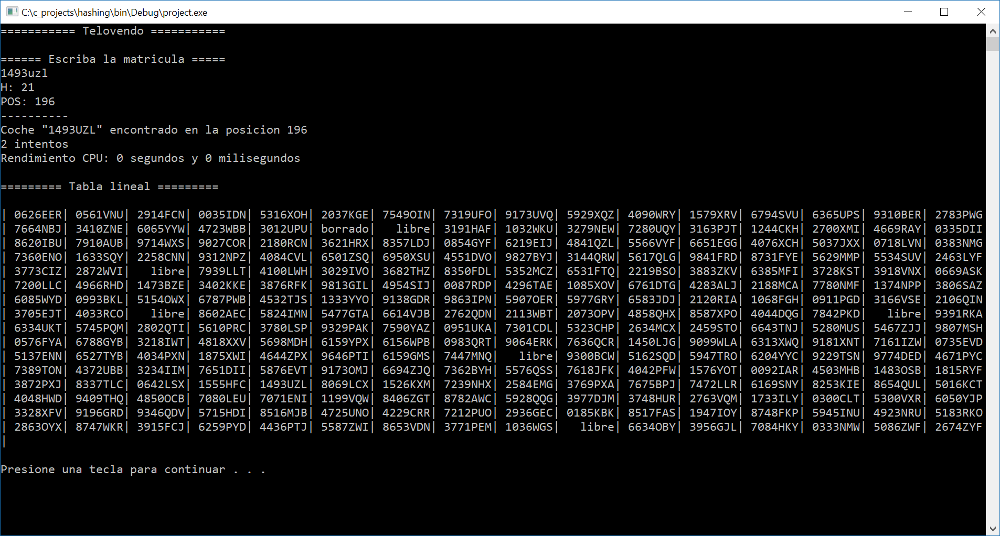 C:\c_projects\hashing\bin\Debug\project.exe
=========== Telovendo ===========
====== Escriba la matricula =====
1493uzl
H: 21
POS: 196
----------
Coche "1493UZL" encontrado en la posicion 196
2 intentos
Rendimiento CPU: 0 segundos y 0 milisegundos
========= Tabla lineal =========
| 0626EER| 0561VNU| 2914FCN| 0035IDN| 5316XOH| 2037KGE| 7549OIN| 7319UFO| 9173UVQ| 5929XQZ| 4090WRY| 1579XRV| 6794SVU| 6365UPS| 9310BER| 2783PWG
| 7664NBJ| 3410ZNE| 6065YYW| 4723WBB| 3012UPU| borrado|   libre| 3191HAF| 1032WKU| 3279NEW| 7280UQY| 3163PJT| 1244CKH| 2700XMI| 4669RAY| 0335DII
| 8620IBU| 7910AUB| 9714WXS| 9027COR| 2180RCN| 3621HRX| 8357LDJ| 0854GYF| 6219EIJ| 4841QZL| 5566VYF| 6651EGG| 4076XCH| 5037JXX| 0718LVN| 0383NMG
| 7360ENO| 1633SQY| 2258CNN| 9312NPZ| 4084CVL| 6501ZSQ| 6950XSU| 4551DVO| 9827BYJ| 3144QRW| 5617QLG| 9841FRD| 8731FYE| 5629MMP| 5534SUV| 2463LYF
| 3773CIZ| 2872WVI|   libre| 7939LLT| 4100LWH| 3029IVO| 3682THZ| 8350FDL| 5352MCZ| 6531FTQ| 2219BSO| 3883ZKV| 6385MFI| 3728KST| 3918VNX| 0669ASK
| 7200LLC| 4966RHD| 1473BZE| 3402KKE| 3876RFK| 9813GIL| 4954SIJ| 0087RDP| 4296TAE| 1085XOV| 6761DTG| 4283ALJ| 2188MCA| 7780NMF| 1374NPP| 3806SAZ
| 6085WYD| 0993BKL| 5154OWX| 6787PWB| 4532TJS| 1333YYO| 9138GDR| 9863IPN| 5907OER| 5977GRY| 6583JDJ| 2120RIA| 1068FGH| 0911PGD| 3166VSE| 2106QIN
| 3705EJT| 4033RCO|   libre| 8602AEC| 5824IMN| 5477GTA| 6614VJB| 2762QDN| 2113WBT| 2073OPV| 4858QHX| 8587XPO| 4044DQG| 7842PKD|   libre| 9391RKA
| 6334UKT| 5745PQM| 2802QTI| 5610PRC| 3780LSP| 9329PAK| 7590YAZ| 0951UKA| 7301CDL| 5323CHP| 2634MCX| 2459STO| 6643TNJ| 5280MUS| 5467ZJJ| 9807MSH
| 0576FYA| 6788GYB| 3218IWT| 4818XXV| 5698MDH| 6159YPX| 6156WPB| 0983QRT| 9064ERK| 7636QCR| 1450LJG| 9099WLA| 6313XWQ| 9181XNT| 7161IZW| 0735EVD
| 5137ENN| 6527TYB| 4034PXN| 1875XWI| 4644ZPX| 9646PTI| 6159GMS| 7447MNQ|   libre| 9300BCW| 5162SQD| 5947TRO| 6204YYC| 9229TSN| 9774DED| 4671PYC
| 7389TON| 4372UBB| 3234IIM| 7651DII| 5876EVT| 9173OMJ| 6694ZJQ| 7362BYH| 5576QSS| 7618JFK| 4042PFW| 1576YOT| 0092IAR| 4503MHB| 1483OSB| 1815RYF
| 3872PXJ| 8337TLC| 0642LSX| 1555HFC| 1493UZL| 8069LCX| 1526KXM| 7239NHX| 2584EMG| 3769PXA| 7675BPJ| 7472LLR| 6169SNY| 8253KIE| 8654QUL| 5016KCT
| 4048HWD| 9409THQ| 4850OCB| 7080LEU| 7071ENI| 1199VQW| 8406ZGT| 8782AWC| 5928QQG| 3977DJM| 3748HUR| 2763VQM| 1733ILY| 0300CLT| 5300VXR| 6050YJP
| 3328XFV| 9196GRD| 9346QDV| 5715HDI| 8516MJB| 4725UNO| 4229CRR| 7212PUO| 2936GEC| 0185KBK| 8517FAS| 1947IOY| 8748FKP| 5945INU| 4923NRU| 5183RKO
| 2863OYX| 8747WKR| 3915FCJ| 6259PYD| 4436PTJ| 5587ZWI| 8653VDN| 3771PEM| 1036WGS|   libre| 6634OBY| 3956GJL| 7084HKY| 0333NMW| 5086ZWF| 2674ZYF
|
Presione una tecla para continuar . . .